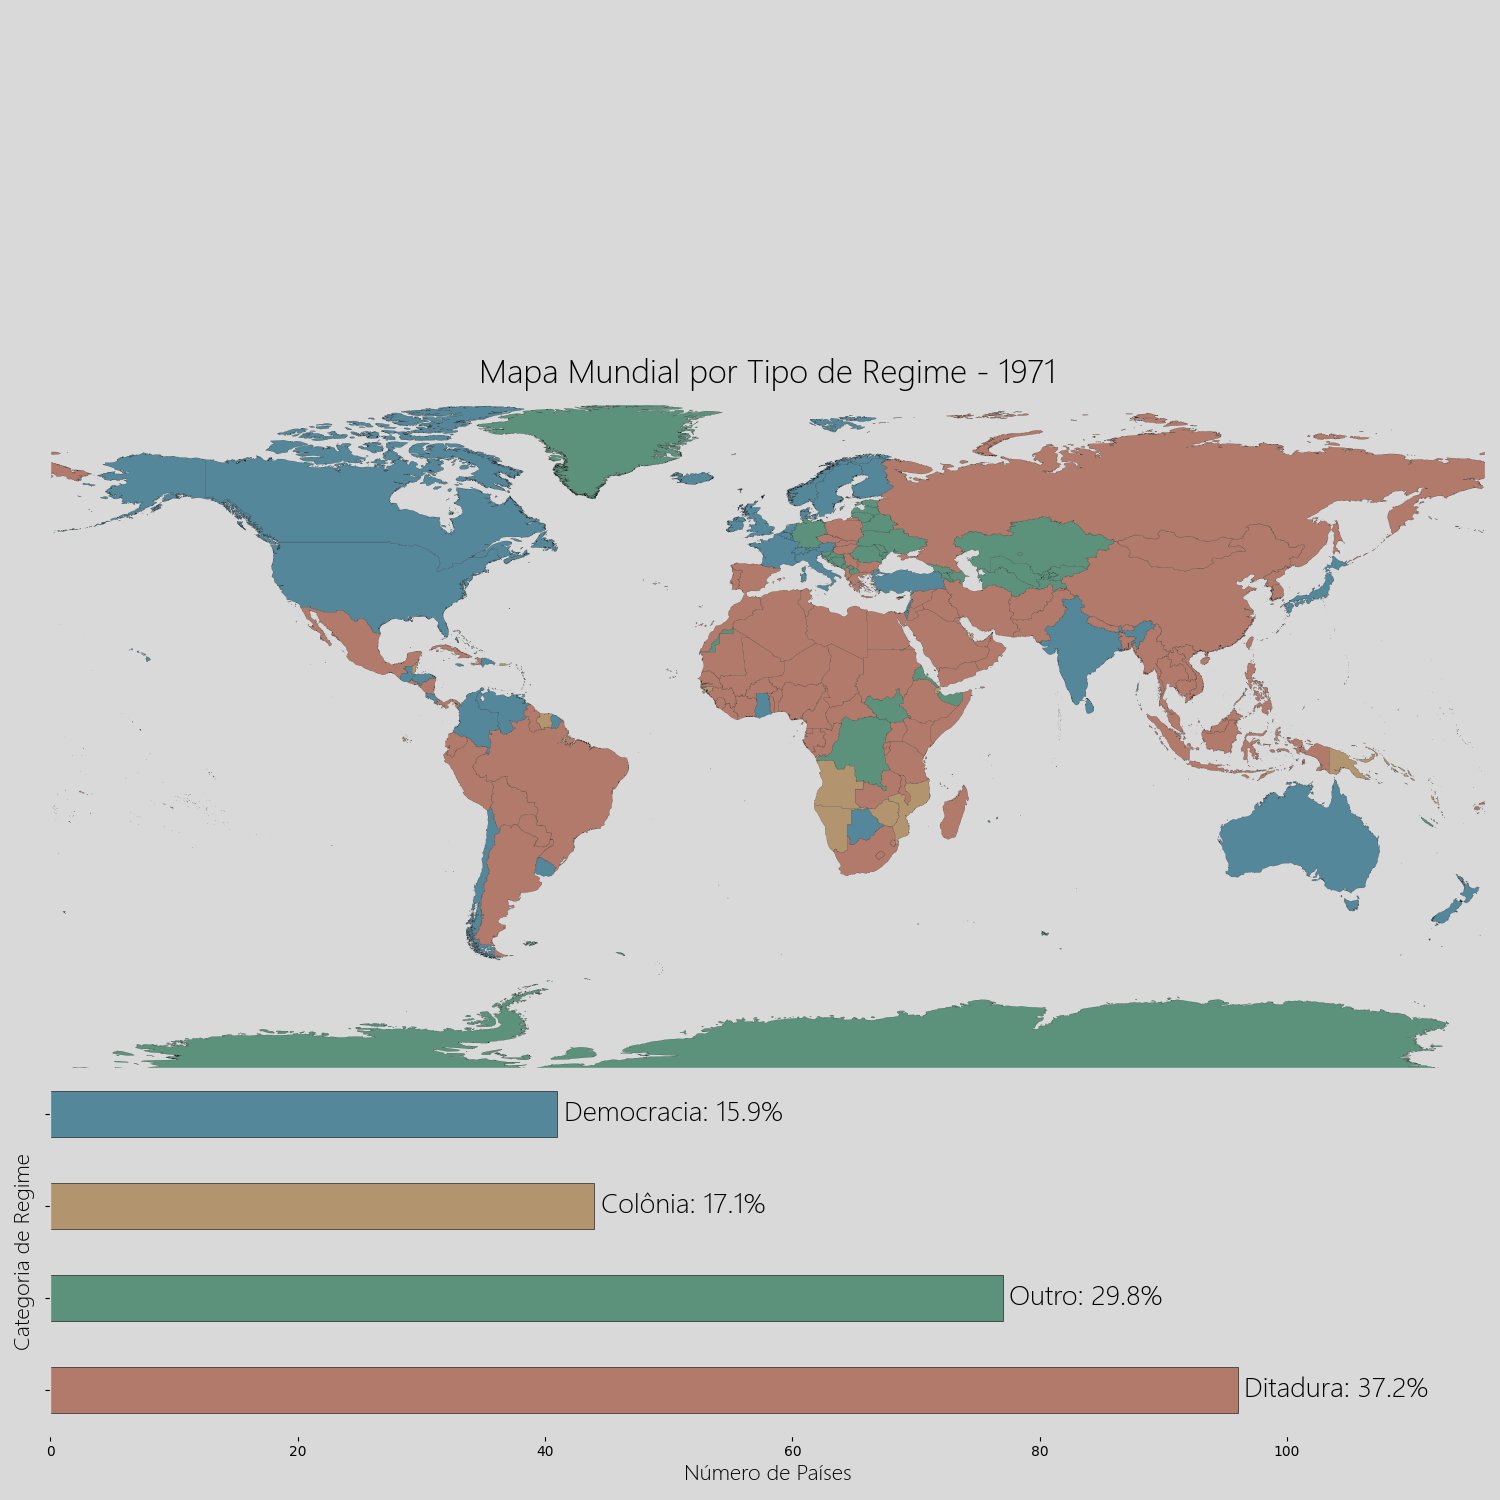 Mapa Mundial por Tipo de Regime - 1971
Democracia: 15.9%
Colônia: 17.1%
Outro: 29.8%
Ditadura: 37.2%
Categoria de Regime
0 20 40 60 80 100
Número de Países